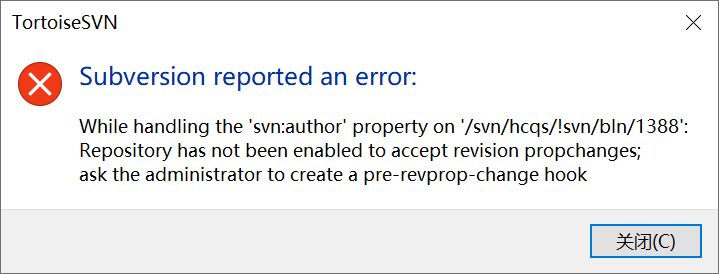 TortoiseSVN
Subversion reported an error:
While handling the 'svn:author' property on '/svn/hcqs/!svn/bln/1388':
Repository has not been enabled to accept revision propchanges;
ask the administrator to create a pre-revprop-change hook
关闭(C)